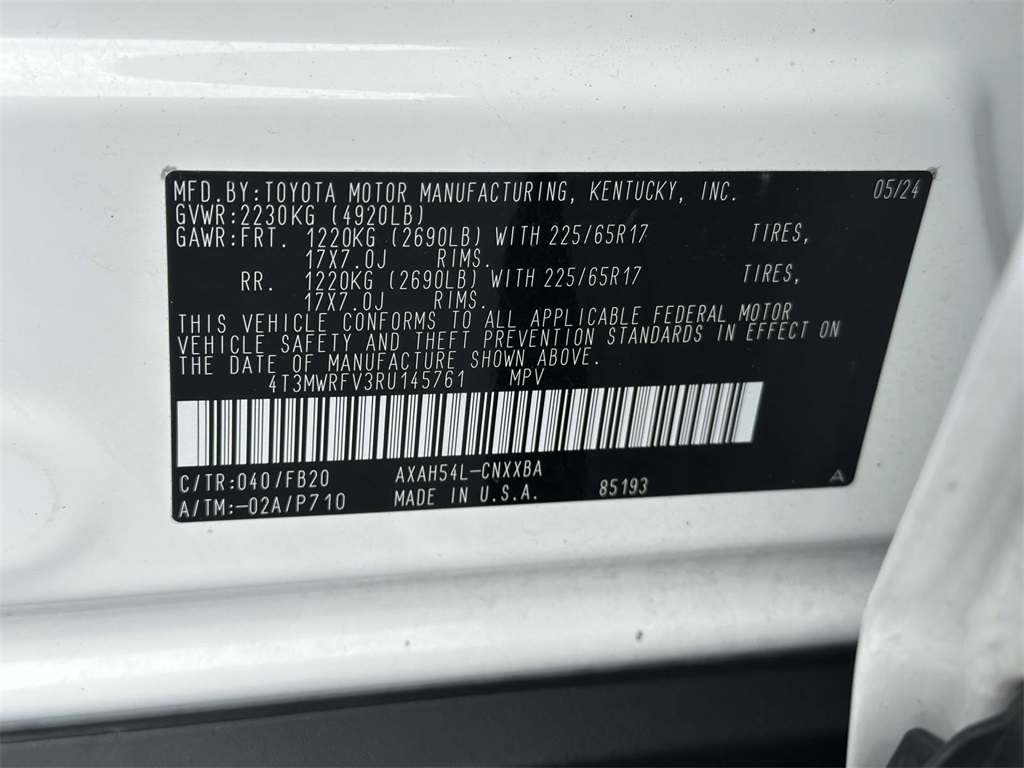 MFD.BY:TOYOTA MOTOR MANUFACTURING, KENTUCKY, INC. 05/24
GVWR:2230KG (4920LB)
GAWR:FRT. 1220KG (2690LB) WITH 225/65R17 TIRES,
17X7.0J RIMS.
RR. 1220KG (2690LB) WITH 225/65R17 TIRES,
17X7.0J RIMS.
THIS VEHICLE CONFORMS TO ALL APPLICABLE FEDERAL MOTOR
VEHICLE SAFETY AND THEFT PREVENTION STANDARDS IN EFFECT ON
THE DATE OF MANUFACTURE SHOWN ABOVE.
4T3MWRFV3RU145761 MPV
C/TR:040/FB20 AXAH54L-CNXXBA
A/TM:-02A/P710 MADE IN U.S.A. 85193 A